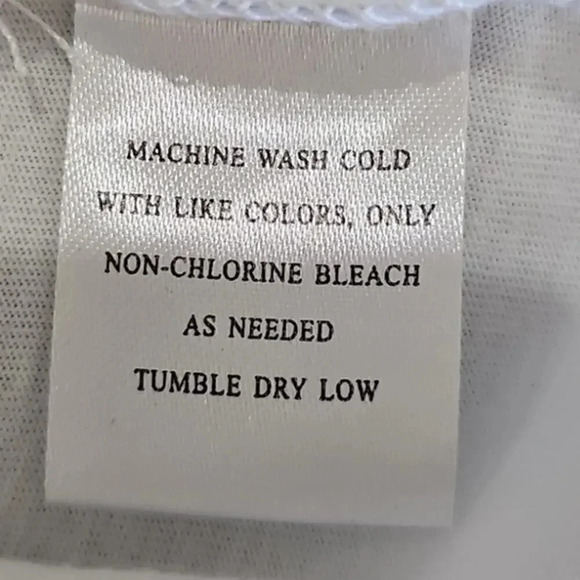 MACHINE WASH COLD
WITH LIKE COLORS, ONLY
NON-CHLORINE BLEACH
AS NEEDED
TUMBLE DRY LOW